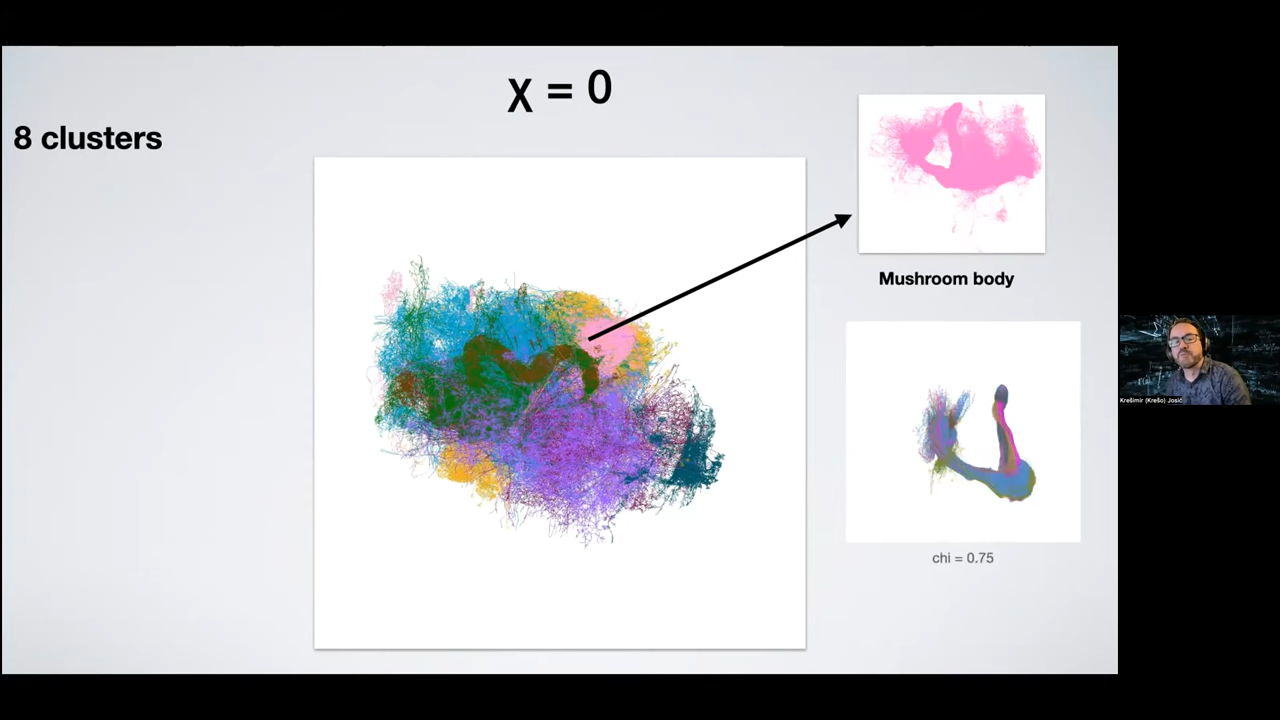 χ = 0
8 clusters
Mushroom body
chi = 0.75
Krešimir (Krešo) Josić